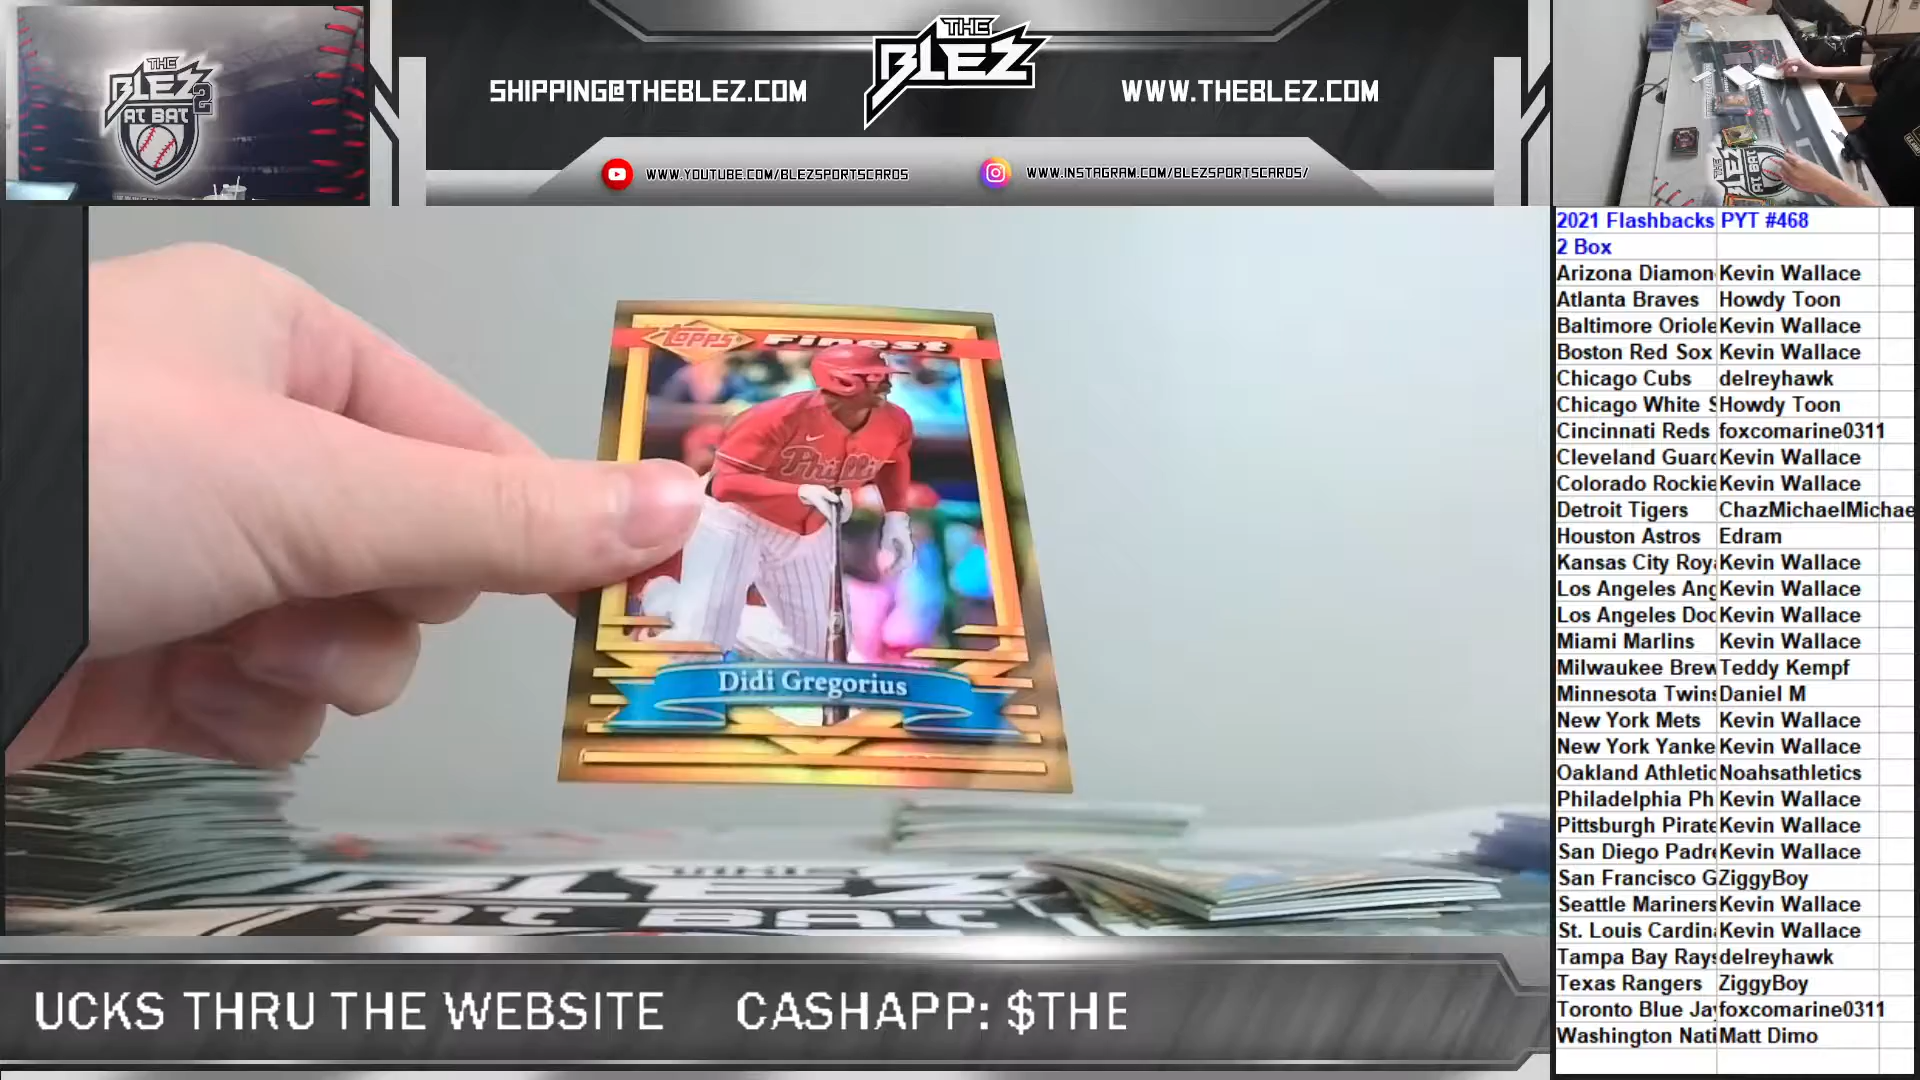 THE
BLEZ 2
AT BAT
SHIPPING@THEBLEZ.COM
THE
BLEZ
WWW.THEBLEZ.COM
WWW.YOUTUBE.COM/BLEZSPORTSCARDS
WWW.INSTAGRAM.COM/BLEZSPORTSCARDS/
TOPPS Finest
Phillies
Didi Gregorius
BLEZ
AT BAT
UCKS THRU THE WEBSITE CASHAPP: $THE
2021 Flashbacks PYT #468
2 Box
Arizona Diamon Kevin Wallace
Atlanta Braves Howdy Toon
Baltimore Oriole Kevin Wallace
Boston Red Sox Kevin Wallace
Chicago Cubs delreyhawk
Chicago White S Howdy Toon
Cincinnati Reds foxcomarine0311
Cleveland Guard Kevin Wallace
Colorado Rockie Kevin Wallace
Detroit Tigers ChazMichaelMichae
Houston Astros Edram
Kansas City Roya Kevin Wallace
Los Angeles Ang Kevin Wallace
Los Angeles Dod Kevin Wallace
Miami Marlins Kevin Wallace
Milwaukee Brew Teddy Kempf
Minnesota Twins Daniel M
New York Mets Kevin Wallace
New York Yanke Kevin Wallace
Oakland Athletic Noahsathletics
Philadelphia Ph Kevin Wallace
Pittsburgh Pirate Kevin Wallace
San Diego Padre Kevin Wallace
San Francisco G ZiggyBoy
Seattle Mariners Kevin Wallace
St. Louis Cardina Kevin Wallace
Tampa Bay Rays delreyhawk
Texas Rangers ZiggyBoy
Toronto Blue Jay foxcomarine0311
Washington Nati Matt Dimo